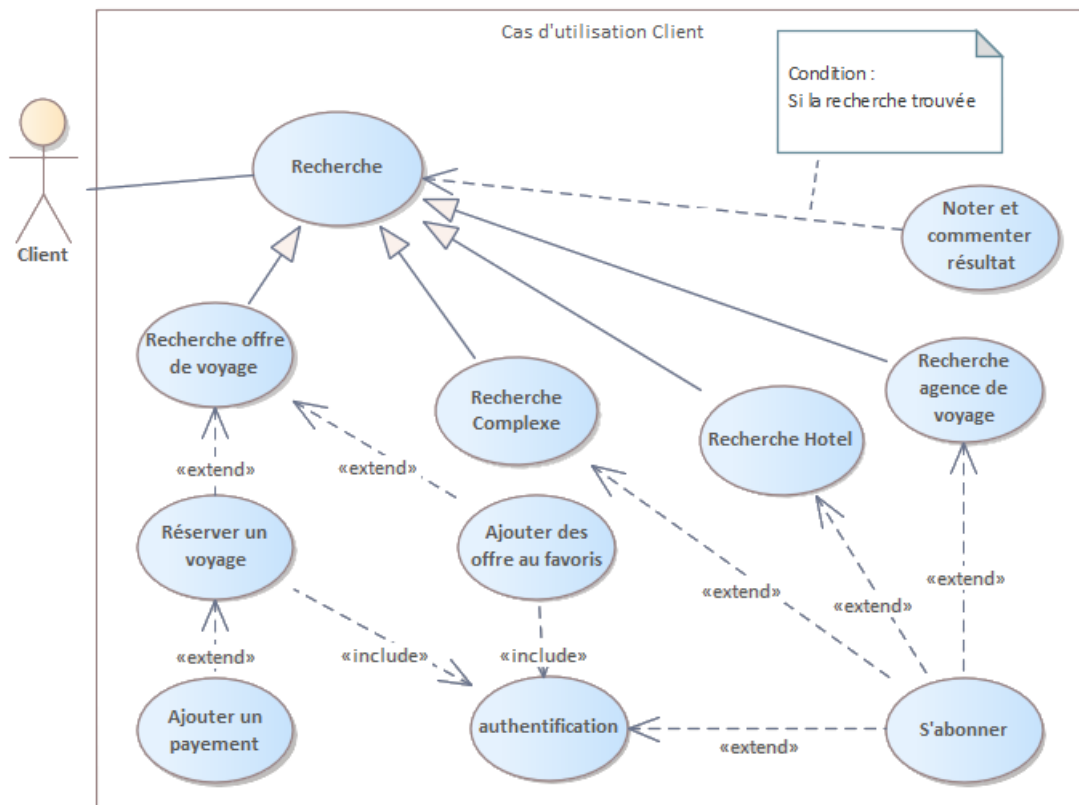 Cas d'utilisation Client
Condition :
Si la recherche trouvée
Recherche
Client
Noter et
commenter
résultat
Recherche offre
de voyage
Recherche
Complexe
Recherche Hotel
Recherche
agence de
voyage
«extend»
«extend»
Réserver un
voyage
Ajouter des
offre au favoris
«extend»
«extend»
«extend»
«extend»
«include»
«include»
Ajouter un
payement
authentification
«extend»
S'abonner